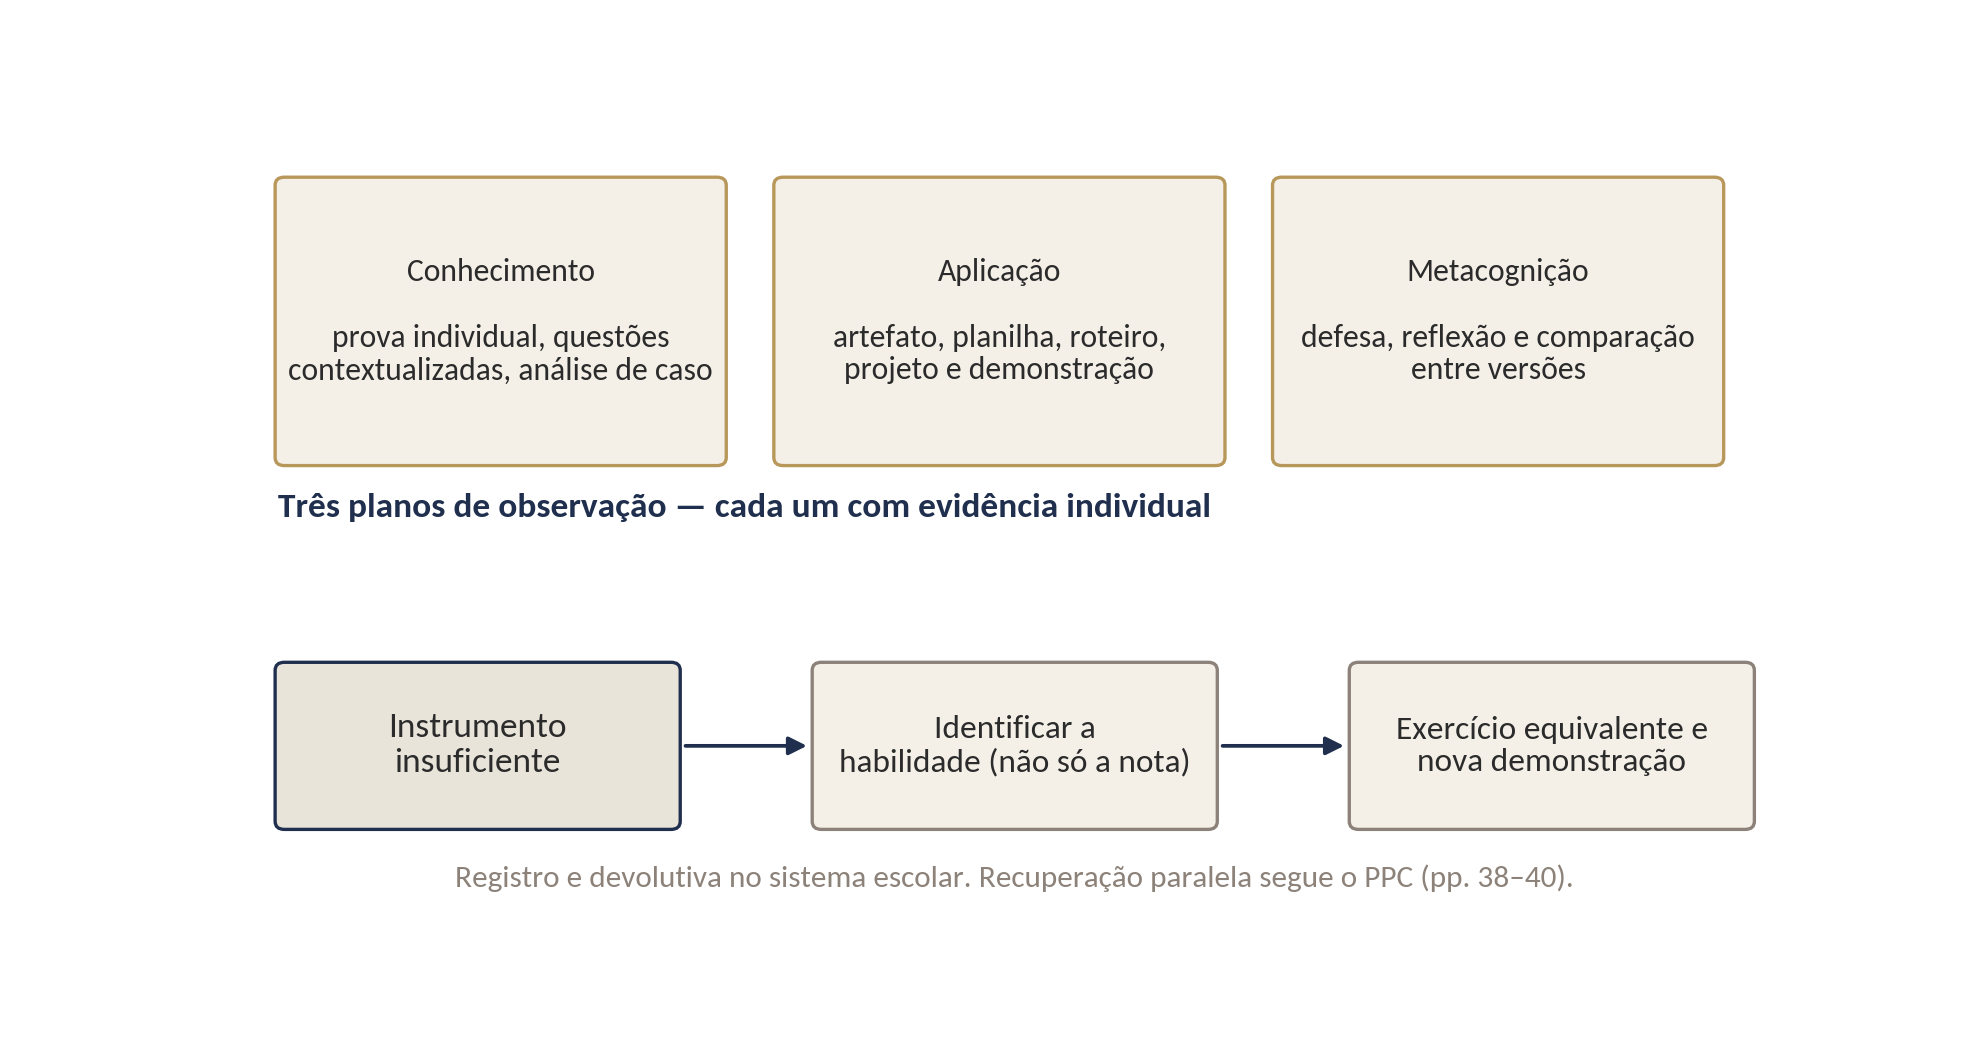 Conhecimento
prova individual, questões
contextualizadas, análise de caso
Aplicação
artefato, planilha, roteiro,
projeto e demonstração
Metacognição
defesa, reflexão e comparação
entre versões
Três planos de observação — cada um com evidência individual
Instrumento
insuficiente
Identificar a
habilidade (não só a nota)
Exercício equivalente e
nova demonstração
Registro e devolutiva no sistema escolar. Recuperação paralela segue o PPC (pp. 38–40).